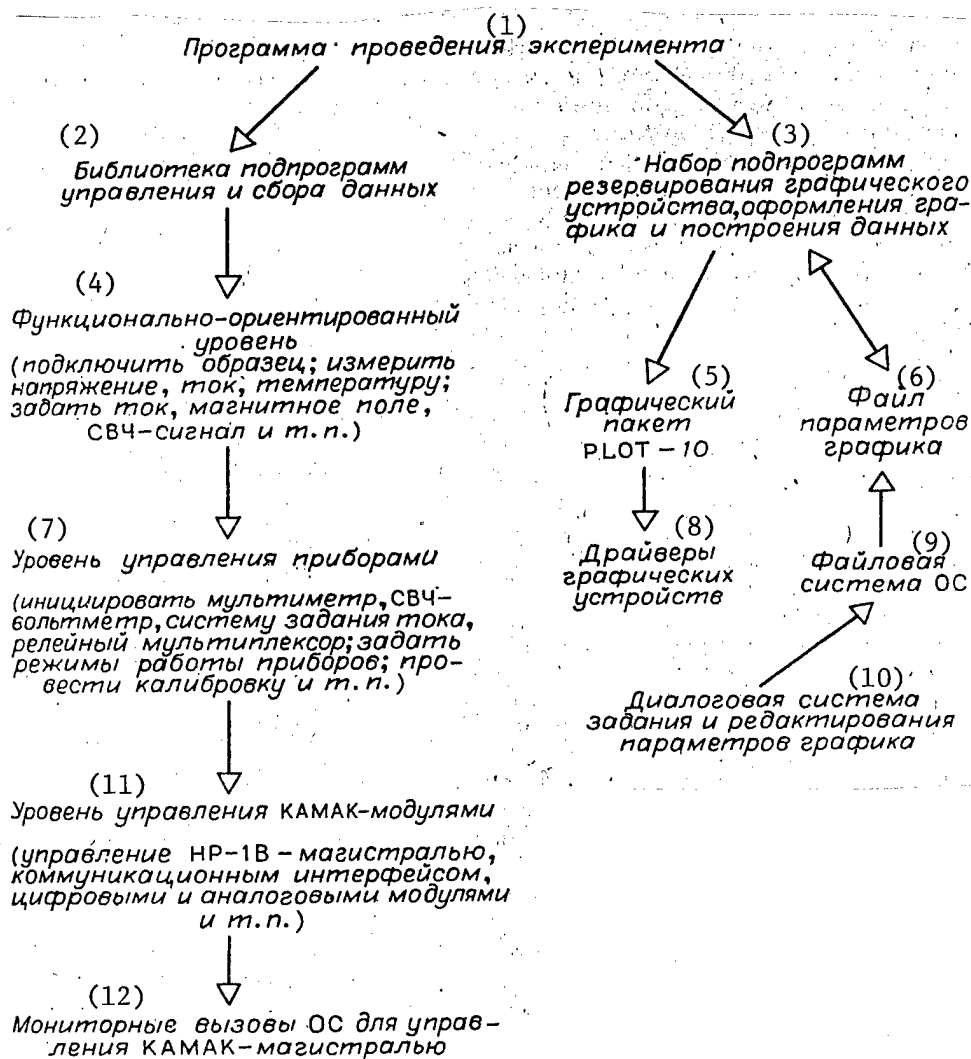 (1)
Программа проведения эксперимента
(2)
Библиотека подпрограмм
управления и сбора данных
(3)
Набор подпрограмм
резервирования графического
устройства, оформления гра-
фика и построения данных
(4)
Функционально-ориентированный
уровень
(подключить образец; измерить
напряжение, ток, температуру;
задать ток, магнитное поле,
СВЧ-сигнал и т.п.)
(5)
Графический
пакет
PLOT-10
(6)
Файл
параметров
графика
(7)
Уровень управления приборами
(инициировать мультиметр, СВЧ-
вольтметр, систему задания тока,
релейный мультиплексор; задать
режимы работы приборов; про-
вести калибровку и т.п.)
(8)
Драйверы
графических
устройств
(9)
Файловая
система ОС
(10)
Диалоговая система
задания и редактирования
параметров графика
(11)
Уровень управления КАМАК-модулями
(управление HP-1B-магистралью,
коммуникационным интерфейсом,
цифровыми и аналоговыми модулями
и т.п.)
(12)
Мониторные вызовы ОС для управ-
ления КАМАК-магистралью